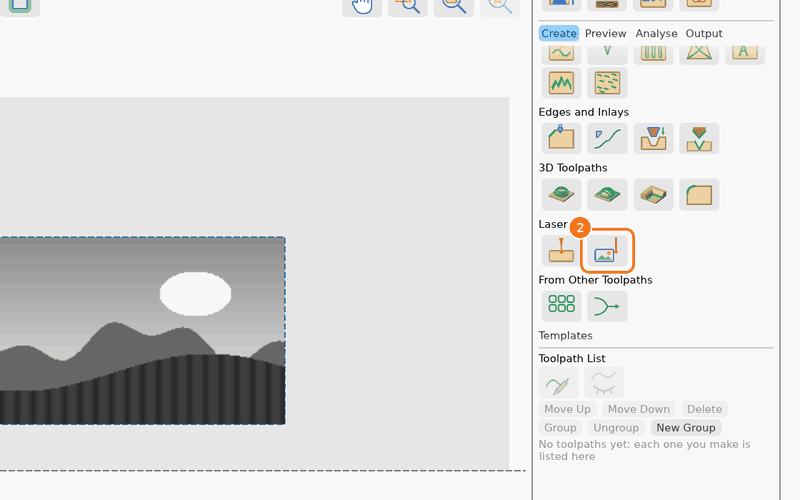 Create Preview Analyse Output
A
Edges and Inlays
3D Toolpaths
Laser
2
From Other Toolpaths
Templates
Toolpath List
Move Up Move Down Delete
Group Ungroup New Group
No toolpaths yet: each one you make is
listed here